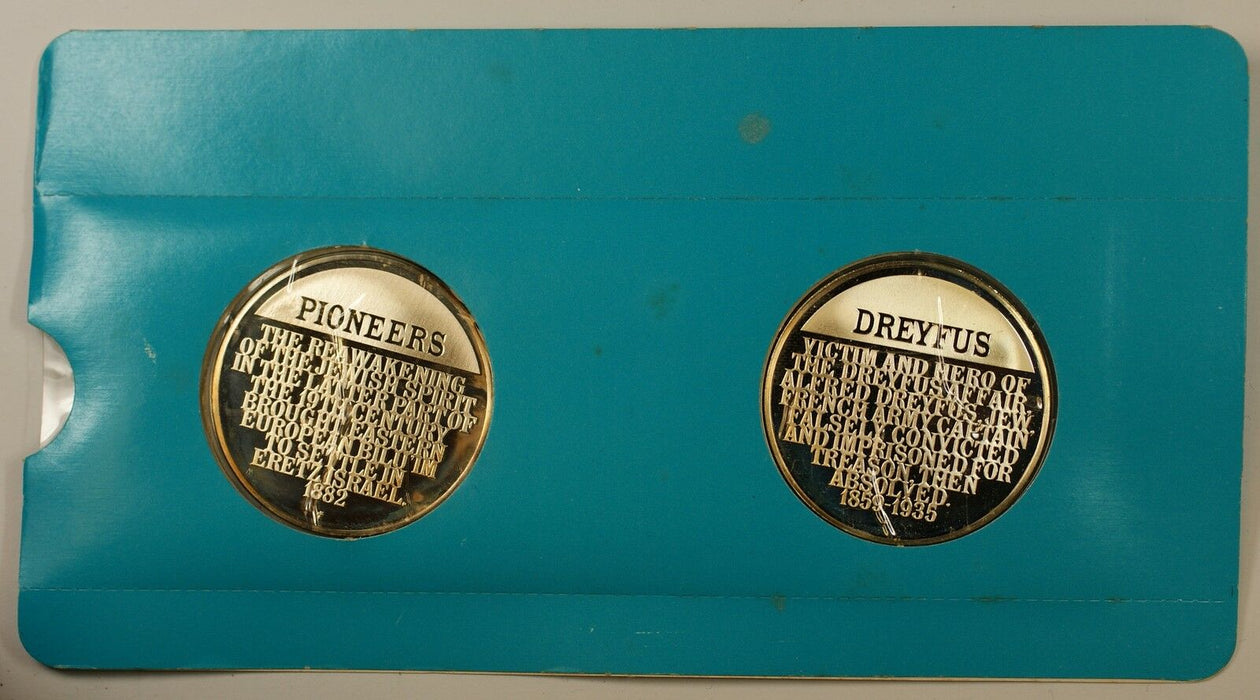 PIONEERS
THE REAWAKENING
OF THE JEWISH SPIRIT
IN THE LATTER PART OF
THE 19TH CENTURY
BROUGHT EASTERN
EUROPEAN BILU'IM
TO SETTLE IN
ERETZ ISRAEL.
1882
DREYFUS
VICTIM AND HERO OF
THE DREYFUS AFFAIR,
ALFRED DREYFUS, JEW,
FRENCH ARMY CAPTAIN
FALSELY CONVICTED
AND IMPRISONED FOR
TREASON, THEN
ABSOLVED.
1859-1935